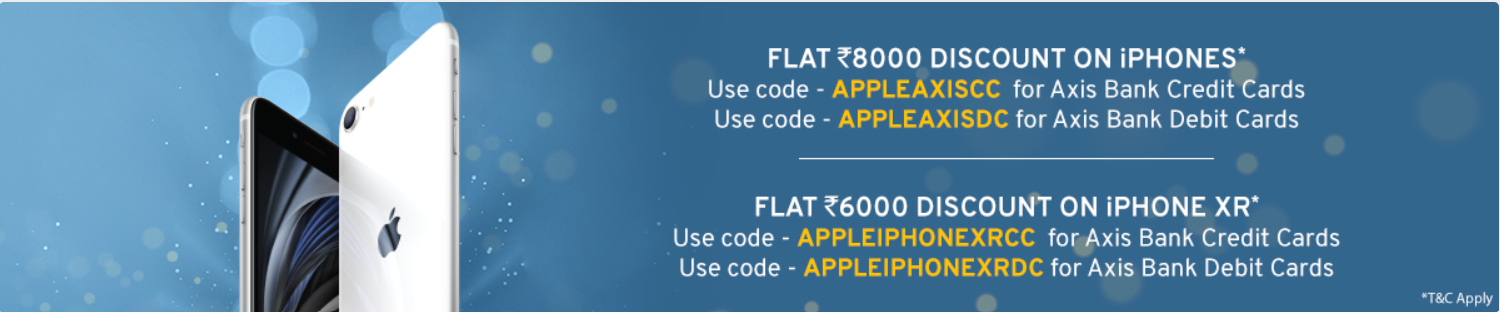 FLAT ₹8000 DISCOUNT ON iPHONES*
Use code - APPLEAXISCC for Axis Bank Credit Cards
Use code - APPLEAXISDC for Axis Bank Debit Cards
FLAT ₹6000 DISCOUNT ON iPHONE XR*
Use code - APPLEIPHONEXRCC for Axis Bank Credit Cards
Use code - APPLEIPHONEXRDC for Axis Bank Debit Cards
*T&C Apply